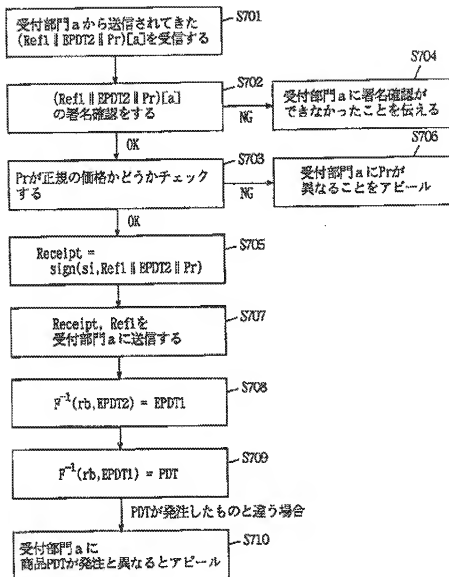 S701
受付部門aから送信されてきた
(Ref1∥EPDT2∥Pr)[a]を受信する
S702
(Ref1∥EPDT2∥Pr)[a]
の署名確認をする
NG
S704
受付部門aに署名確認が
できなかったことを伝える
OK
S703
Prが正規の価格かどうかチェック
する
NG
S706
受付部門aにPrが
異なることをアピール
OK
S705
Receipt =
sign(si,Ref1∥EPDT2∥Pr)
S707
Receipt, Ref1を
受付部門aに送信する
S708
F⁻¹(rb,EPDT2) = EPDT1
S709
F⁻¹(rb,EPDT1) = PDT
PDTが発注したものと違う場合
S710
受付部門aに
商品PDTが発注と異なるとアピール